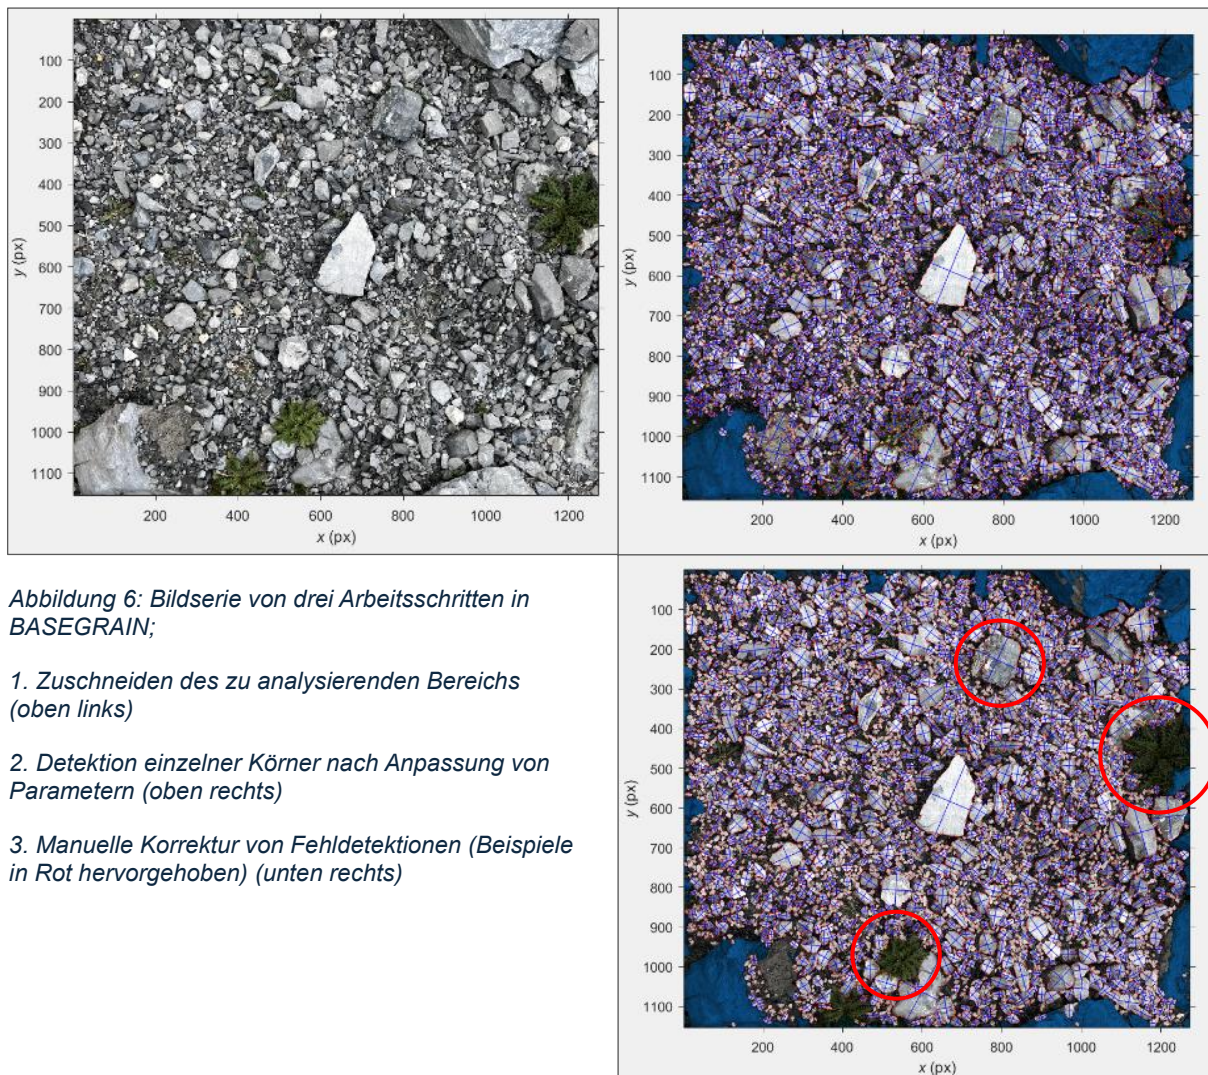 100
200
300
400
500
600
700
800
900
1000
1100
y (px)
200 400 600 800 1000 1200
x (px)
100
200
300
400
500
600
700
800
900
1000
1100
y (px)
200 400 600 800 1000 1200
x (px)
Abbildung 6: Bildserie von drei Arbeitsschritten in
BASEGRAIN;
1. Zuschneiden des zu analysierenden Bereichs
(oben links)
2. Detektion einzelner Körner nach Anpassung von
Parametern (oben rechts)
3. Manuelle Korrektur von Fehldetektionen (Beispiele
in Rot hervorgehoben) (unten rechts)
100
200
300
400
500
600
700
800
900
1000
1100
y (px)
200 400 600 800 1000 1200
x (px)